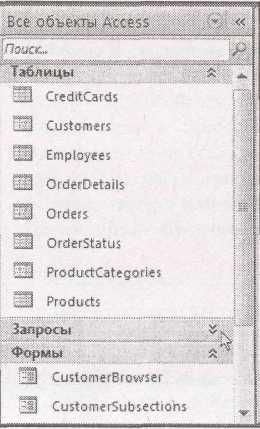 Все объекты Access
Поиск...
Таблицы
CreditCards
Customers
Employees
OrderDetails
Orders
OrderStatus
ProductCategories
Products
Запросы
Формы
CustomerBrowser
CustomerSubsections